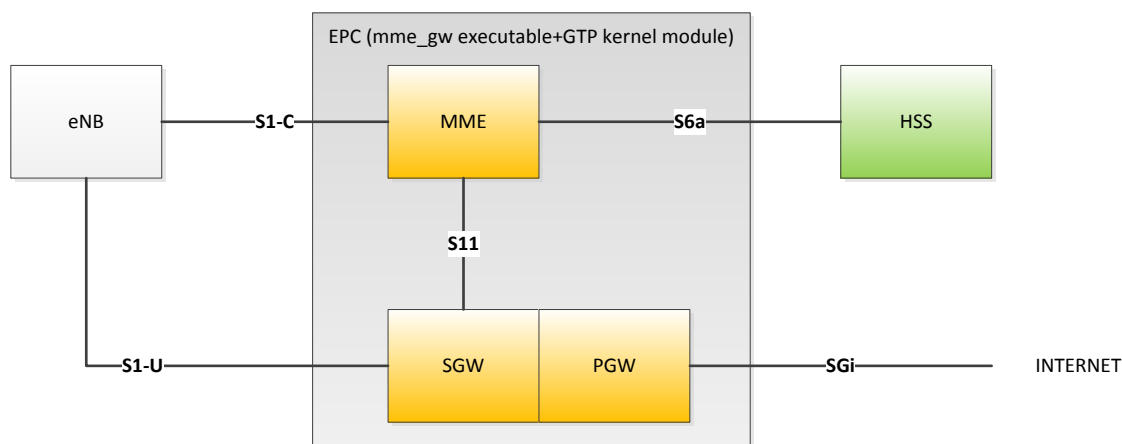 EPC (mme_gw executable+GTP kernel module)
eNB
S1-C
MME
S6a
HSS
S11
S1-U
SGW
PGW
SGi
INTERNET